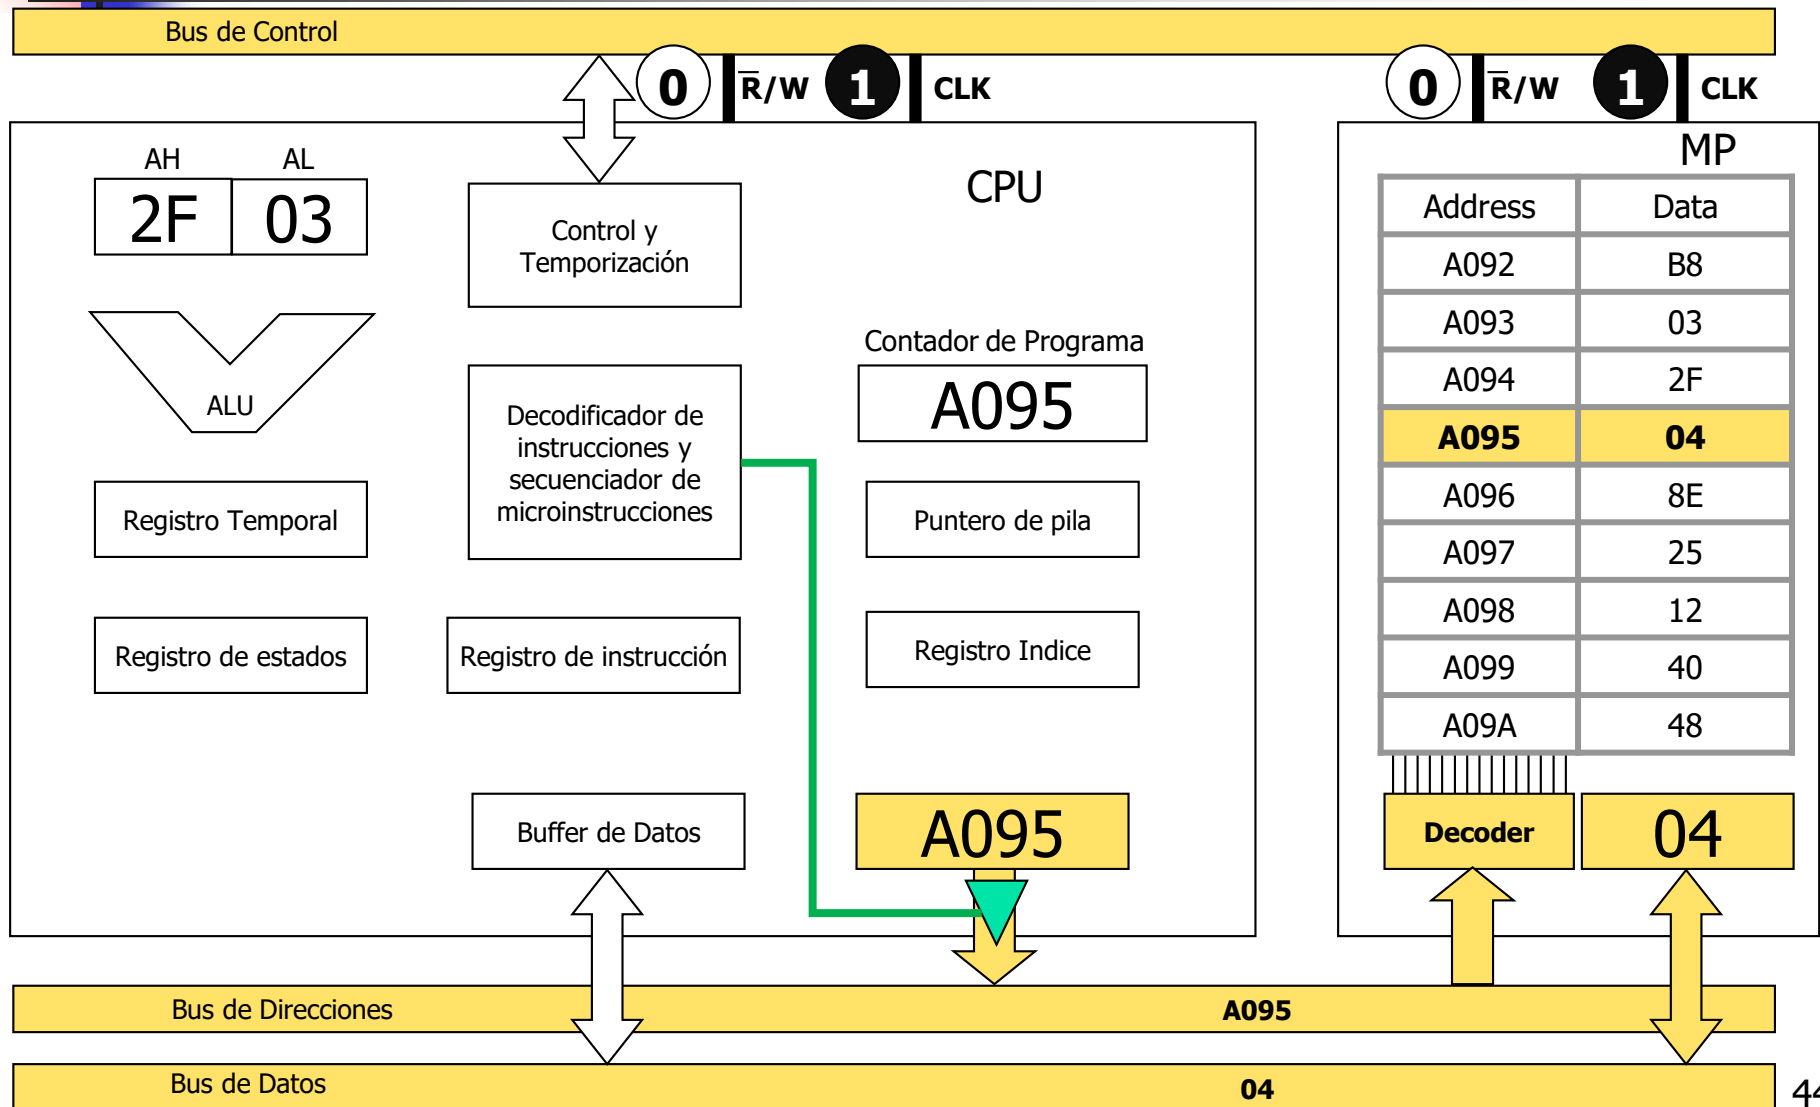 Bus de Control
0 R̅/W 1 CLK
0 R̅/W 1 CLK
AH AL
2F 03
Control y
Temporización
CPU
ALU
Decodificador de
instrucciones y
secuenciador de
microinstrucciones
Contador de Programa
A095
Registro Temporal
Puntero de pila
Registro de estados
Registro de instrucción
Registro Indice
Buffer de Datos
A095
MP
Address Data
A092 B8
A093 03
A094 2F
A095 04
A096 8E
A097 25
A098 12
A099 40
A09A 48
Decoder 04
Bus de Direcciones A095
Bus de Datos 04
44